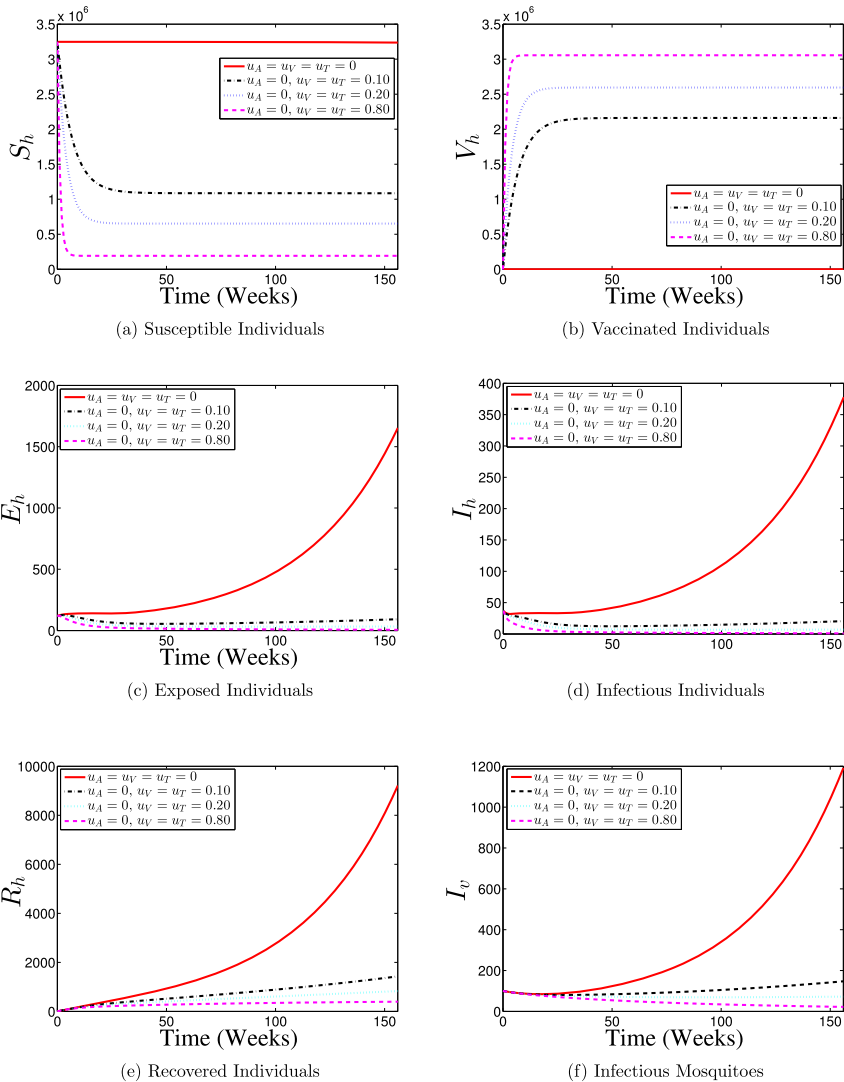 x 10^6
3.5
3
2.5
2
1.5
1
0.5
0
S_h
u_A = u_V = u_T = 0
u_A = 0, u_V = u_T = 0.10
u_A = 0, u_V = u_T = 0.20
u_A = 0, u_V = u_T = 0.80
0 50 100 150
Time (Weeks)
(a) Susceptible Individuals
x 10^6
3.5
3
2.5
2
1.5
1
0.5
0
V_h
u_A = u_V = u_T = 0
u_A = 0, u_V = u_T = 0.10
u_A = 0, u_V = u_T = 0.20
u_A = 0, u_V = u_T = 0.80
0 50 100 150
Time (Weeks)
(b) Vaccinated Individuals
2000
1500
1000
500
0
E_h
u_A = u_V = u_T = 0
u_A = 0, u_V = u_T = 0.10
u_A = 0, u_V = u_T = 0.20
u_A = 0, u_V = u_T = 0.80
0 50 100 150
Time (Weeks)
(c) Exposed Individuals
400
350
300
250
200
150
100
50
0
I_h
u_A = u_V = u_T = 0
u_A = 0, u_V = u_T = 0.10
u_A = 0, u_V = u_T = 0.20
u_A = 0, u_V = u_T = 0.80
0 50 100 150
Time (Weeks)
(d) Infectious Individuals
10000
8000
6000
4000
2000
0
R_h
u_A = u_V = u_T = 0
u_A = 0, u_V = u_T = 0.10
u_A = 0, u_V = u_T = 0.20
u_A = 0, u_V = u_T = 0.80
0 50 100 150
Time (Weeks)
(e) Recovered Individuals
1200
1000
800
600
400
200
0
I_v
u_A = u_V = u_T = 0
u_A = 0, u_V = u_T = 0.10
u_A = 0, u_V = u_T = 0.20
u_A = 0, u_V = u_T = 0.80
0 50 100 150
Time (Weeks)
(f) Infectious Mosquitoes